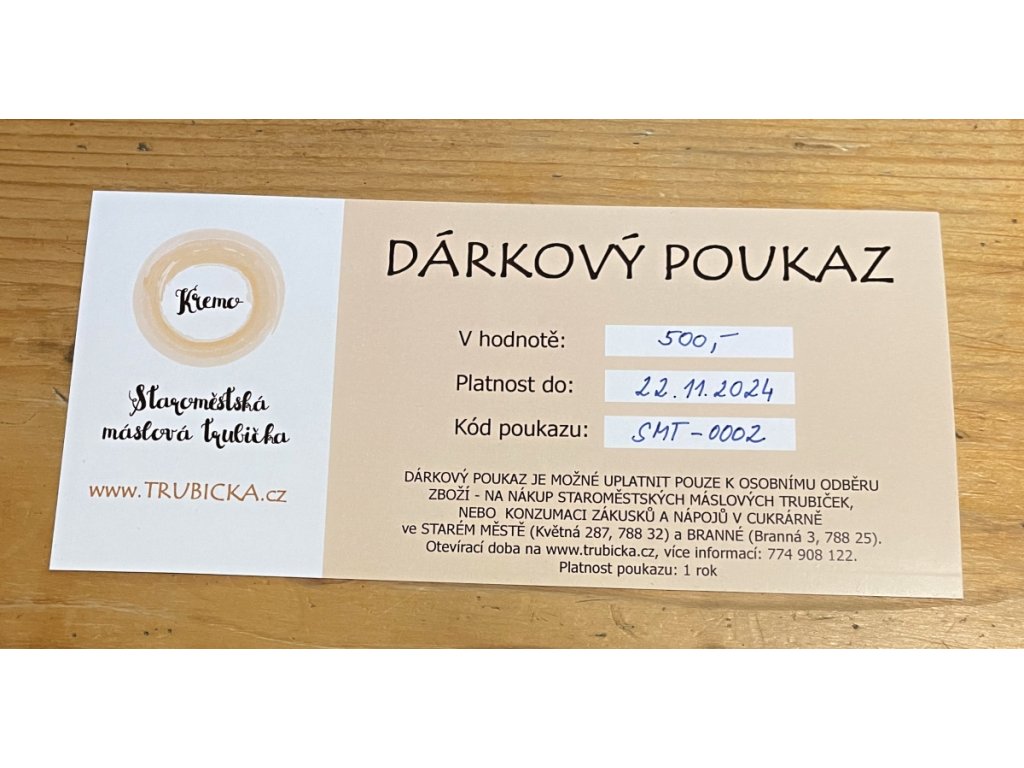 Kremo
Staroměstská
máslová trubička
www.TRUBICKA.cz
DÁRKOVÝ POUKAZ
V hodnotě: 500,-
Platnost do: 22.11.2024
Kód poukazu: SMT-0002
DÁRKOVÝ POUKAZ JE MOŽNÉ UPLATNIT POUZE K OSOBNÍMU ODBĚRU
ZBOŽÍ - NA NÁKUP STAROMĚSTSKÝCH MÁSLOVÝCH TRUBIČEK,
NEBO KONZUMACI ZÁKUSKŮ A NÁPOJŮ V CUKRÁRNĚ
ve STARÉM MĚSTĚ (Květná 287, 788 32) a BRANNÉ (Branná 3, 788 25).
Otevírací doba na www.trubicka.cz, více informací: 774 908 122.
Platnost poukazu: 1 rok